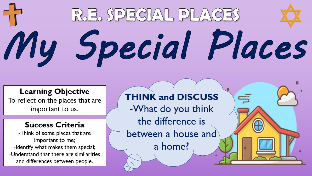 R.E. SPECIAL PLACES
My Special Places
Learning Objective
To reflect on the places that are
important to us.
Success Criteria
-Think of some places that are
important to me;
-Identify what makes them special;
-Understand that there are similarities
and differences between people.
THINK and DISCUSS
-What do you think
the difference is
between a house and
a home?